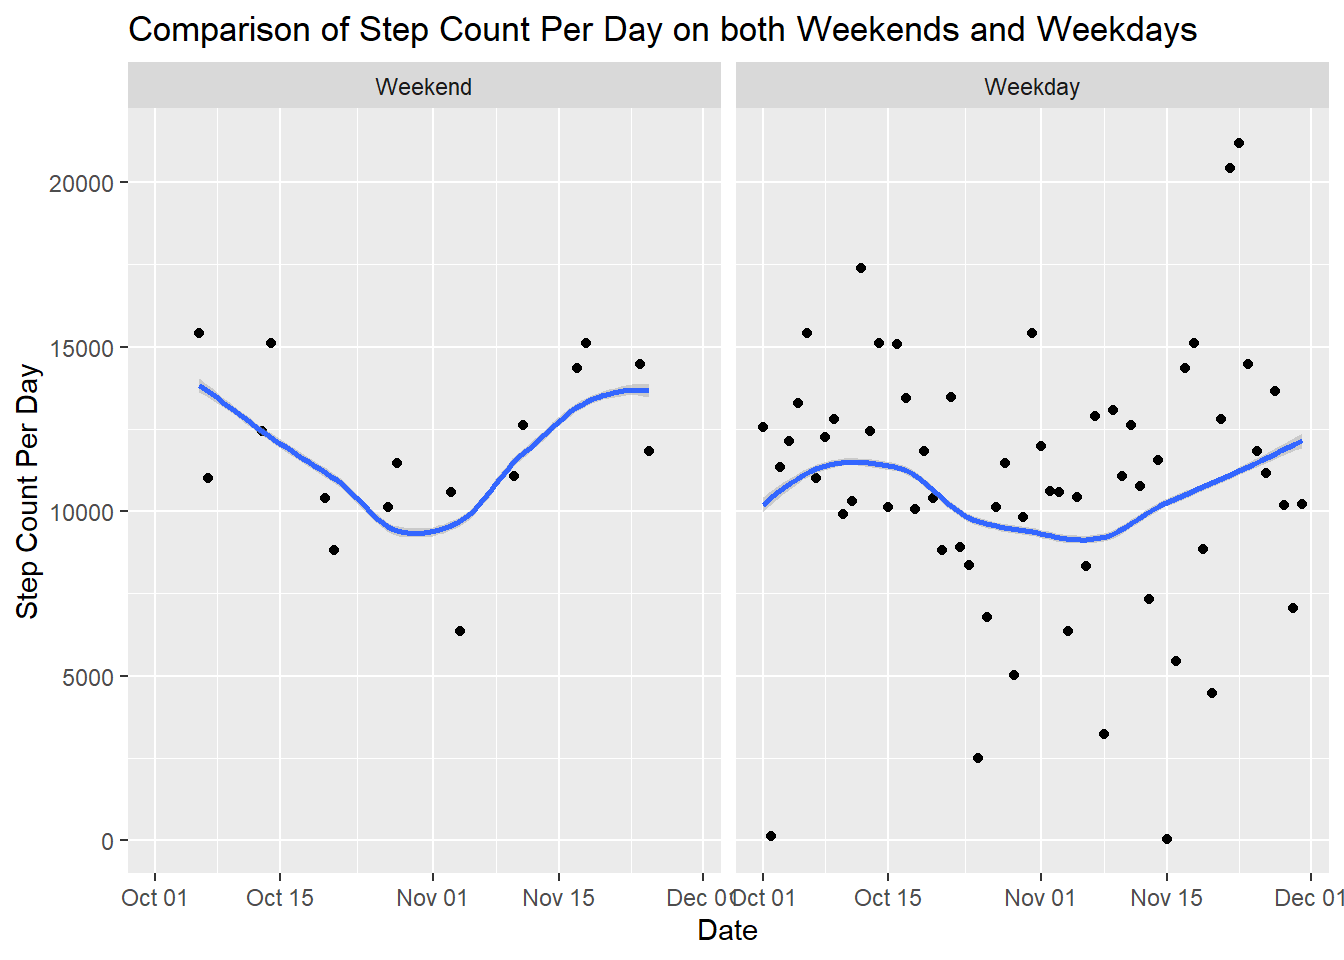 Comparison of Step Count Per Day on both Weekends and Weekdays
Weekend
Weekday
Step Count Per Day
20000
15000
10000
5000
0
Oct 01
Oct 15
Nov 01
Nov 15
Dec 01
Oct 01
Oct 15
Nov 01
Nov 15
Dec 01
Date